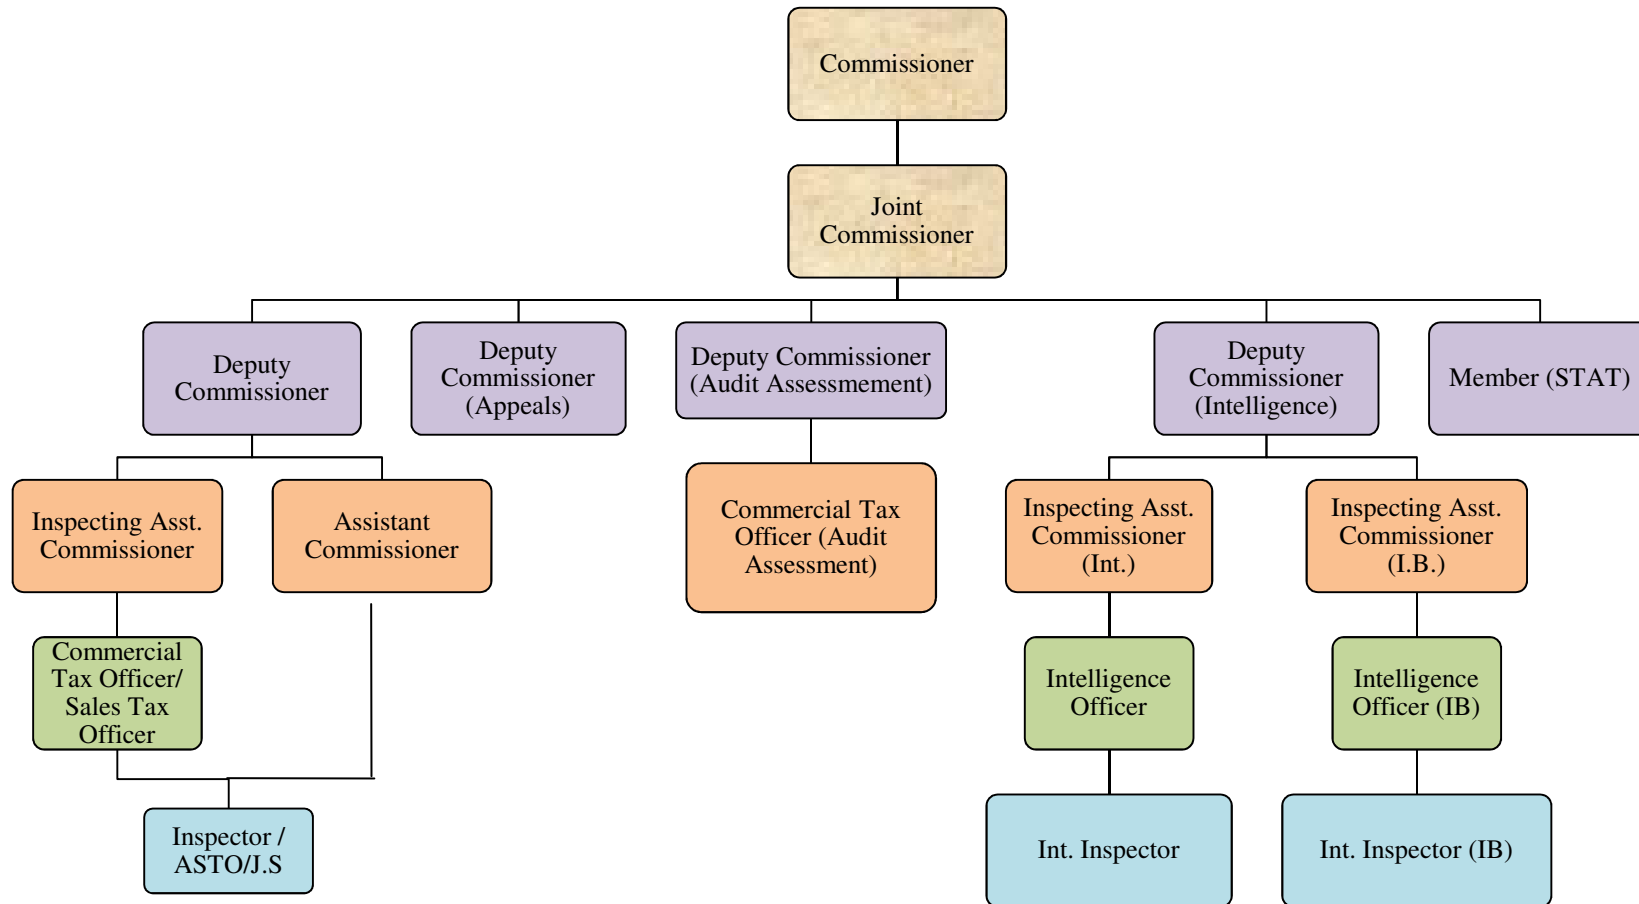 Commissioner
Joint
Commissioner
Deputy
Commissioner
Deputy
Commissioner
(Appeals)
Deputy Commissioner
(Audit Assessmement)
Deputy
Commissioner
(Intelligence)
Member (STAT)
Inspecting Asst.
Commissioner
Assistant
Commissioner
Commercial Tax
Officer (Audit
Assessment)
Inspecting Asst.
Commissioner
(Int.)
Inspecting Asst.
Commissioner
(I.B.)
Commercial
Tax Officer/
Sales Tax
Officer
Intelligence
Officer
Intelligence
Officer (IB)
Inspector /
ASTO/J.S
Int. Inspector
Int. Inspector (IB)